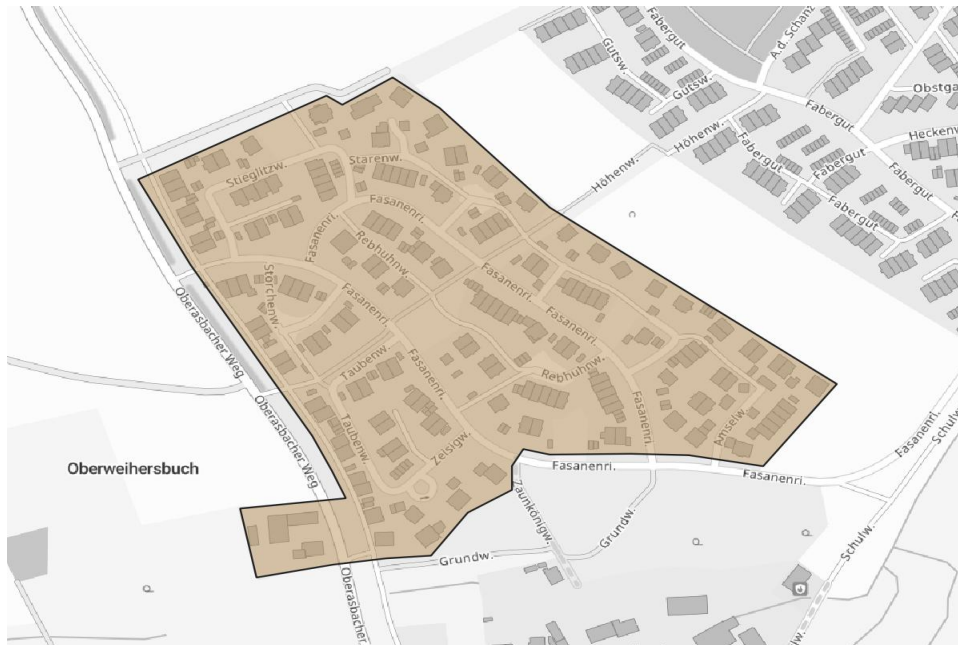 Fabergut
A.d. Schanz
Gutsw.
Gutsw.
Fabergut
Obstga
Höhenw.
Heckenw
Fabergut
Fabergut
Fabergut
Fabergut
Höhenw.
Starenw.
Stieglitzw.
Fasanenri.
Fasanenri.
Rebhuhnw.
Storchenw.
Fasanenri.
Fasanenri.
Fasanenri.
Oberasbacher Weg
Taubenw.
Fasanenri.
Rebhuhnw.
Oberasbacher Weg
Taubenw.
Fasanenri.
Amselw.
Zeisigw.
Fasanenri.
Schulw.
Oberweihersbuch
Fasanenri.
Fasanenri.
Zaunkönigw.
Grundw.
Schulw.
Grundw.
Oberasbacher
lw.